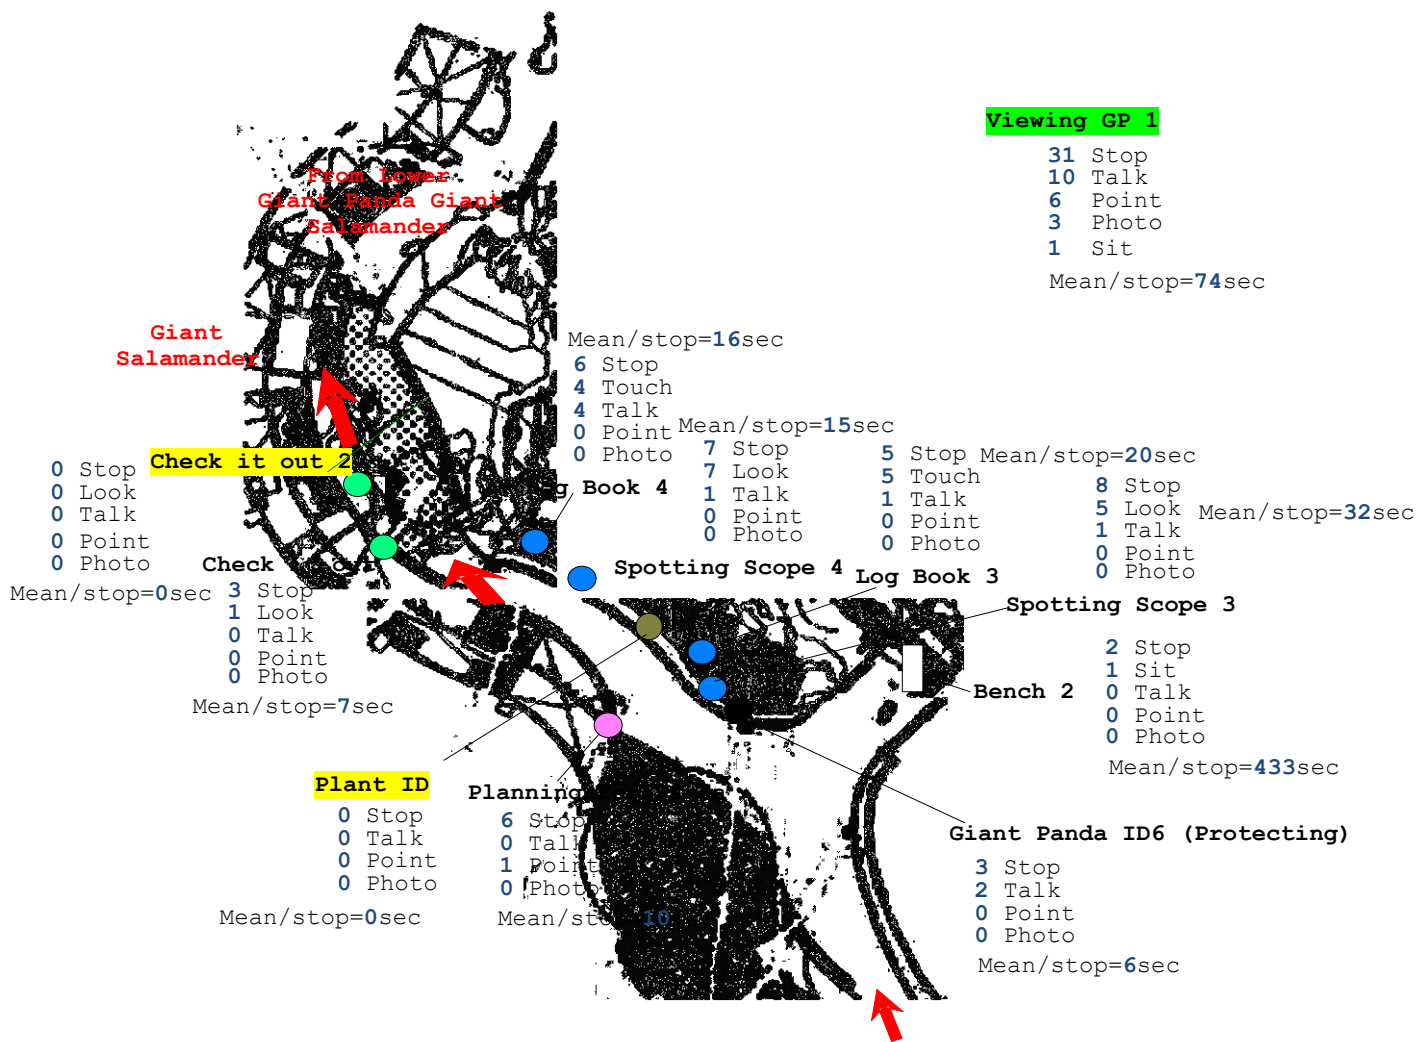 Viewing GP 1
31 Stop
10 Talk
6 Point
3 Photo
1 Sit
Mean/stop=74sec
From Lower
Giant Panda Giant
Salamander
Giant
Salamander
Mean/stop=16sec
6 Stop
4 Touch
4 Talk
0 Point
0 Photo
Mean/stop=15sec
7 Stop
7 Look
1 Talk
0 Point
0 Photo
5 Stop
5 Touch
1 Talk
0 Point
0 Photo
Mean/stop=20sec
8 Stop
5 Look
1 Talk
0 Point
0 Photo
Mean/stop=32sec
Check it out 2
0 Stop
0 Look
0 Talk
0 Point
0 Photo
Mean/stop=0sec
Book 4
Check
3 Stop
1 Look
0 Talk
0 Point
0 Photo
Mean/stop=7sec
Spotting Scope 4
Log Book 3
Spotting Scope 3
Bench 2
2 Stop
1 Sit
0 Talk
0 Point
0 Photo
Mean/stop=433sec
Plant ID
0 Stop
0 Talk
0 Point
0 Photo
Mean/stop=0sec
Planning
6 Stop
0 Talk
1 Point
0 Photo
10
Giant Panda ID6 (Protecting)
3 Stop
2 Talk
0 Point
0 Photo
Mean/stop=6sec